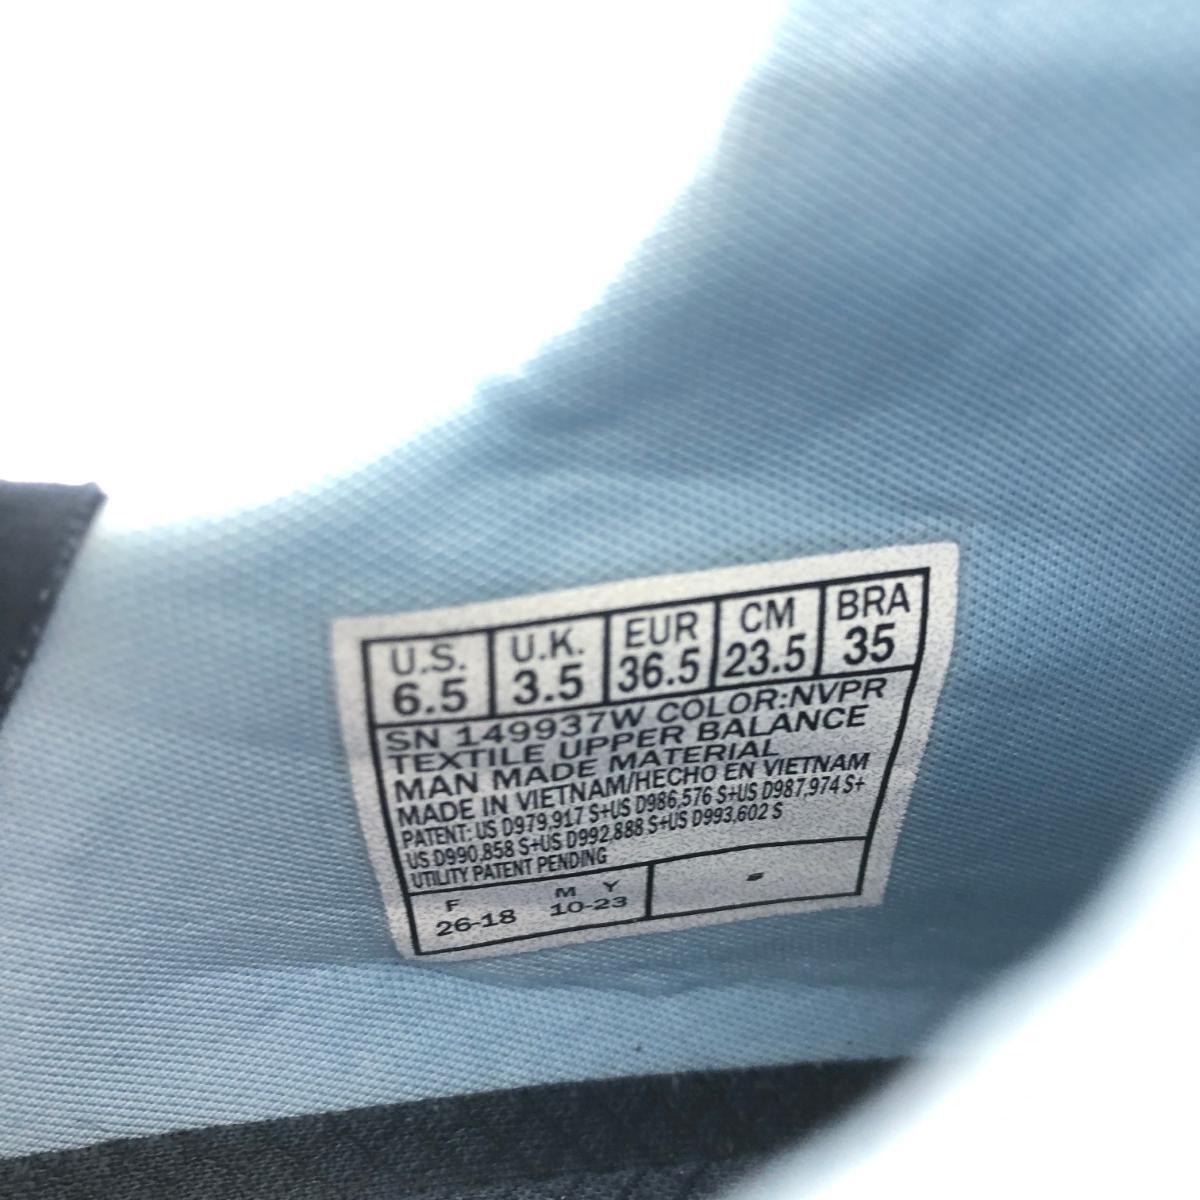 U.S. U.K. EUR CM BRA
6.5 3.5 36.5 23.5 35
SN 149937W COLOR:NVPR
TEXTILE UPPER BALANCE
MAN MADE MATERIAL
MADE IN VIETNAM/HECHO EN VIETNAM
PATENT: US D979,917 S+US D986,576 S+US D987,974 S+
US D990,858 S+US D992,888 S+US D993,602 S
UTILITY PATENT PENDING
F M Y
26-18 10-23